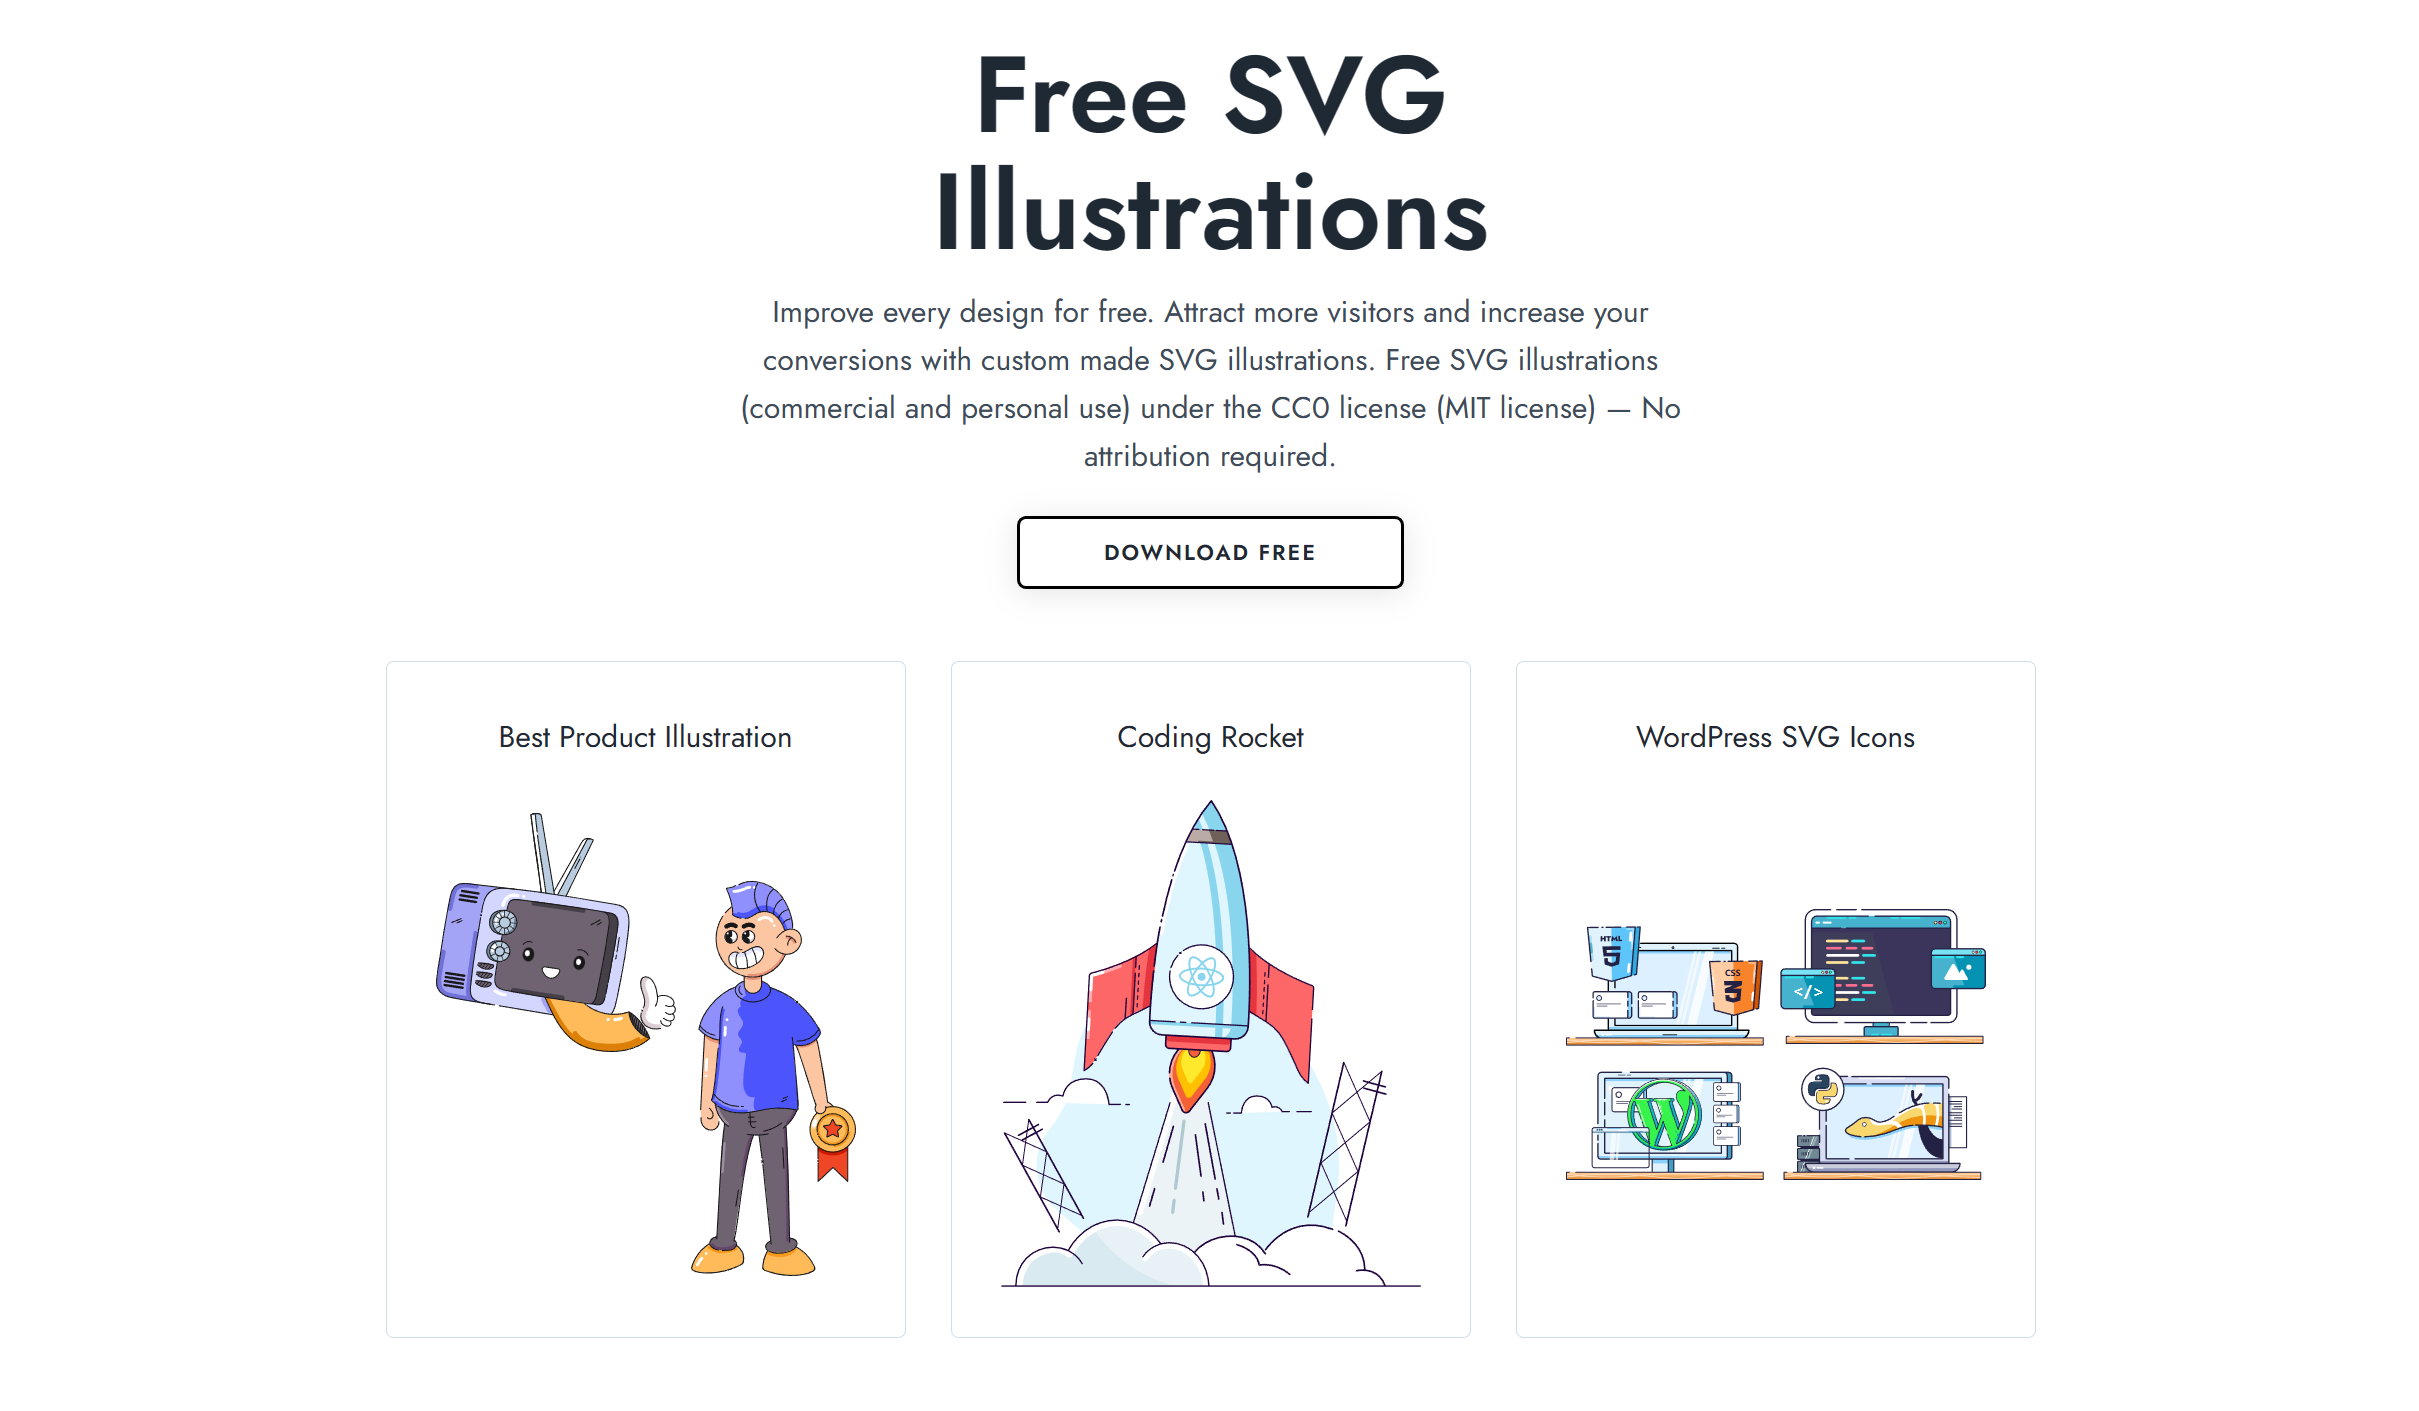 Free SVG
Illustrations
Improve every design for free. Attract more visitors and increase your
conversions with custom made SVG illustrations. Free SVG illustrations
(commercial and personal use) under the CC0 license (MIT license) — No
attribution required.
DOWNLOAD FREE
Best Product Illustration
Coding Rocket
WordPress SVG Icons
HTML
5
CSS
3
</>
W